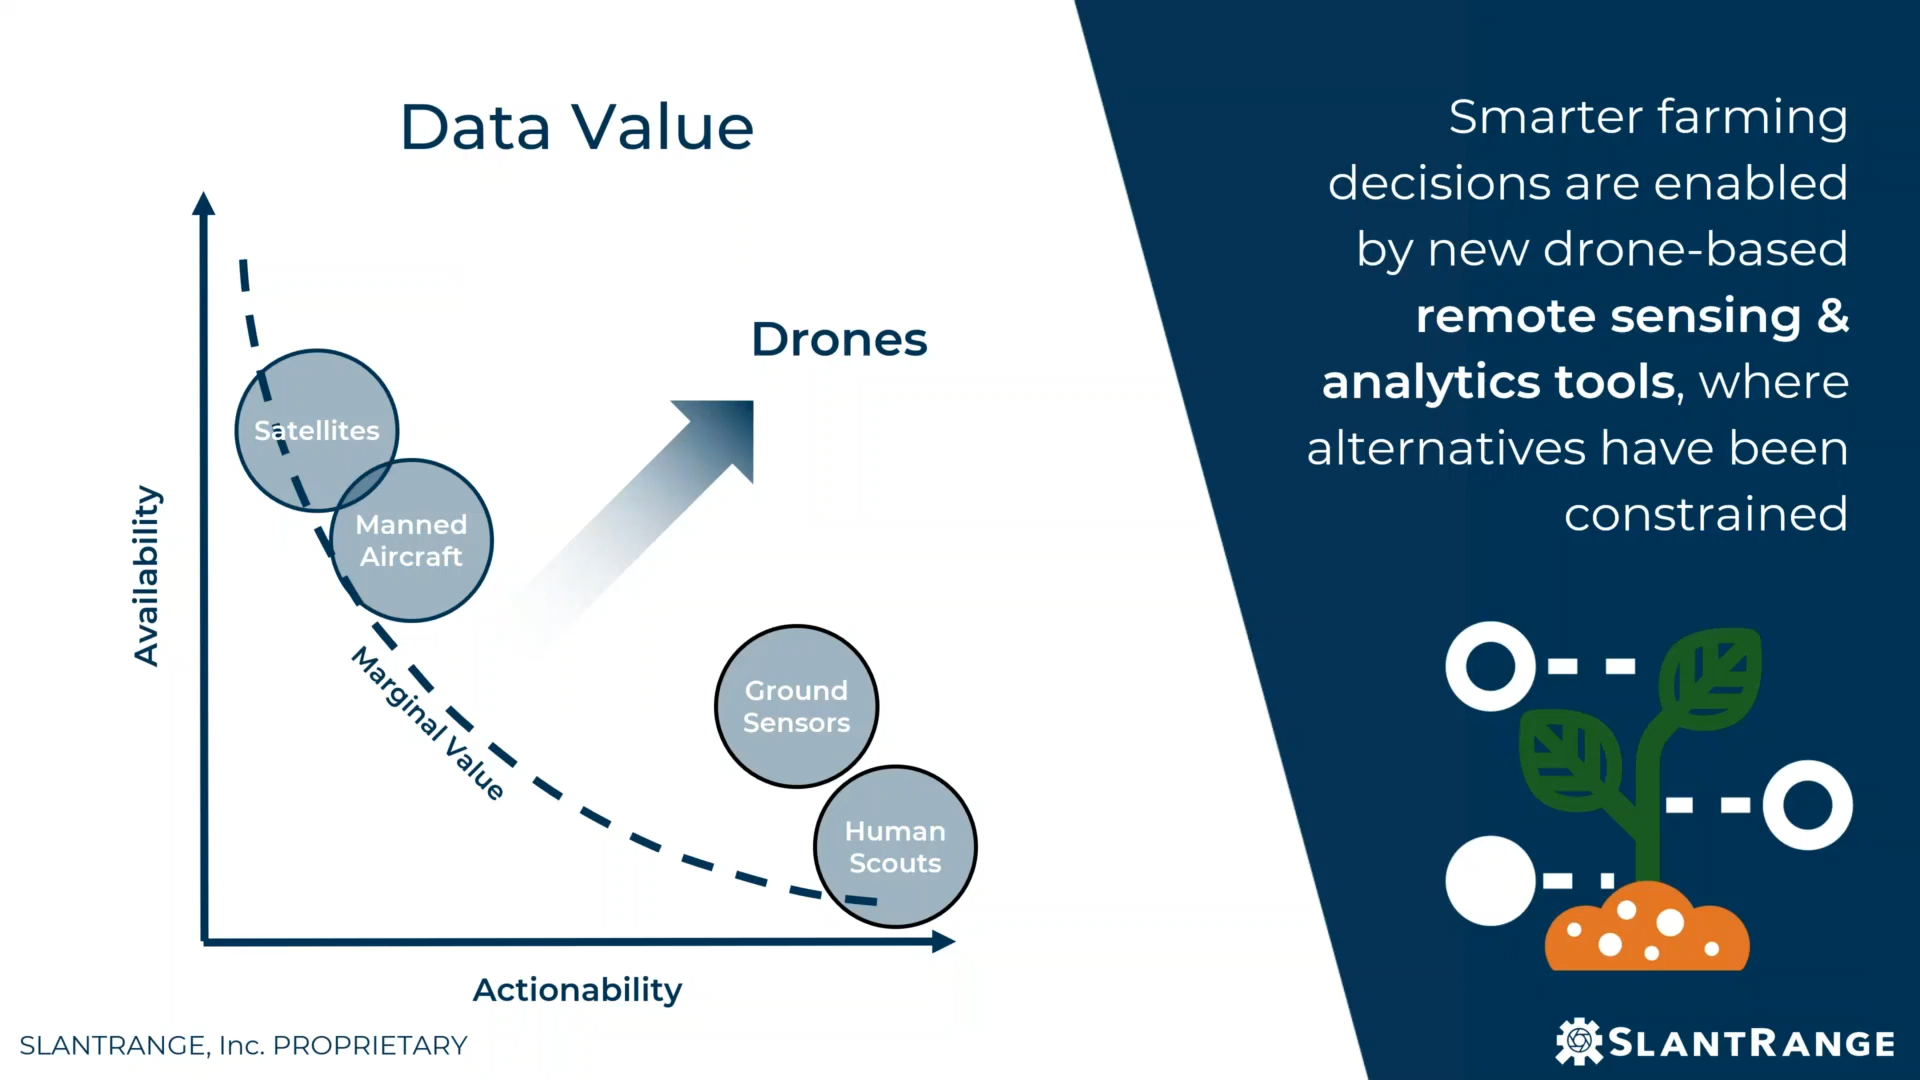 Data Value
Availability
Satellites
Manned
Aircraft
Marginal Value
Drones
Ground
Sensors
Human
Scouts
Actionability
SLANTRANGE, Inc. PROPRIETARY
Smarter farming
decisions are enabled
by new drone-based
remote sensing &
analytics tools, where
alternatives have been
constrained
SLANTRANGE